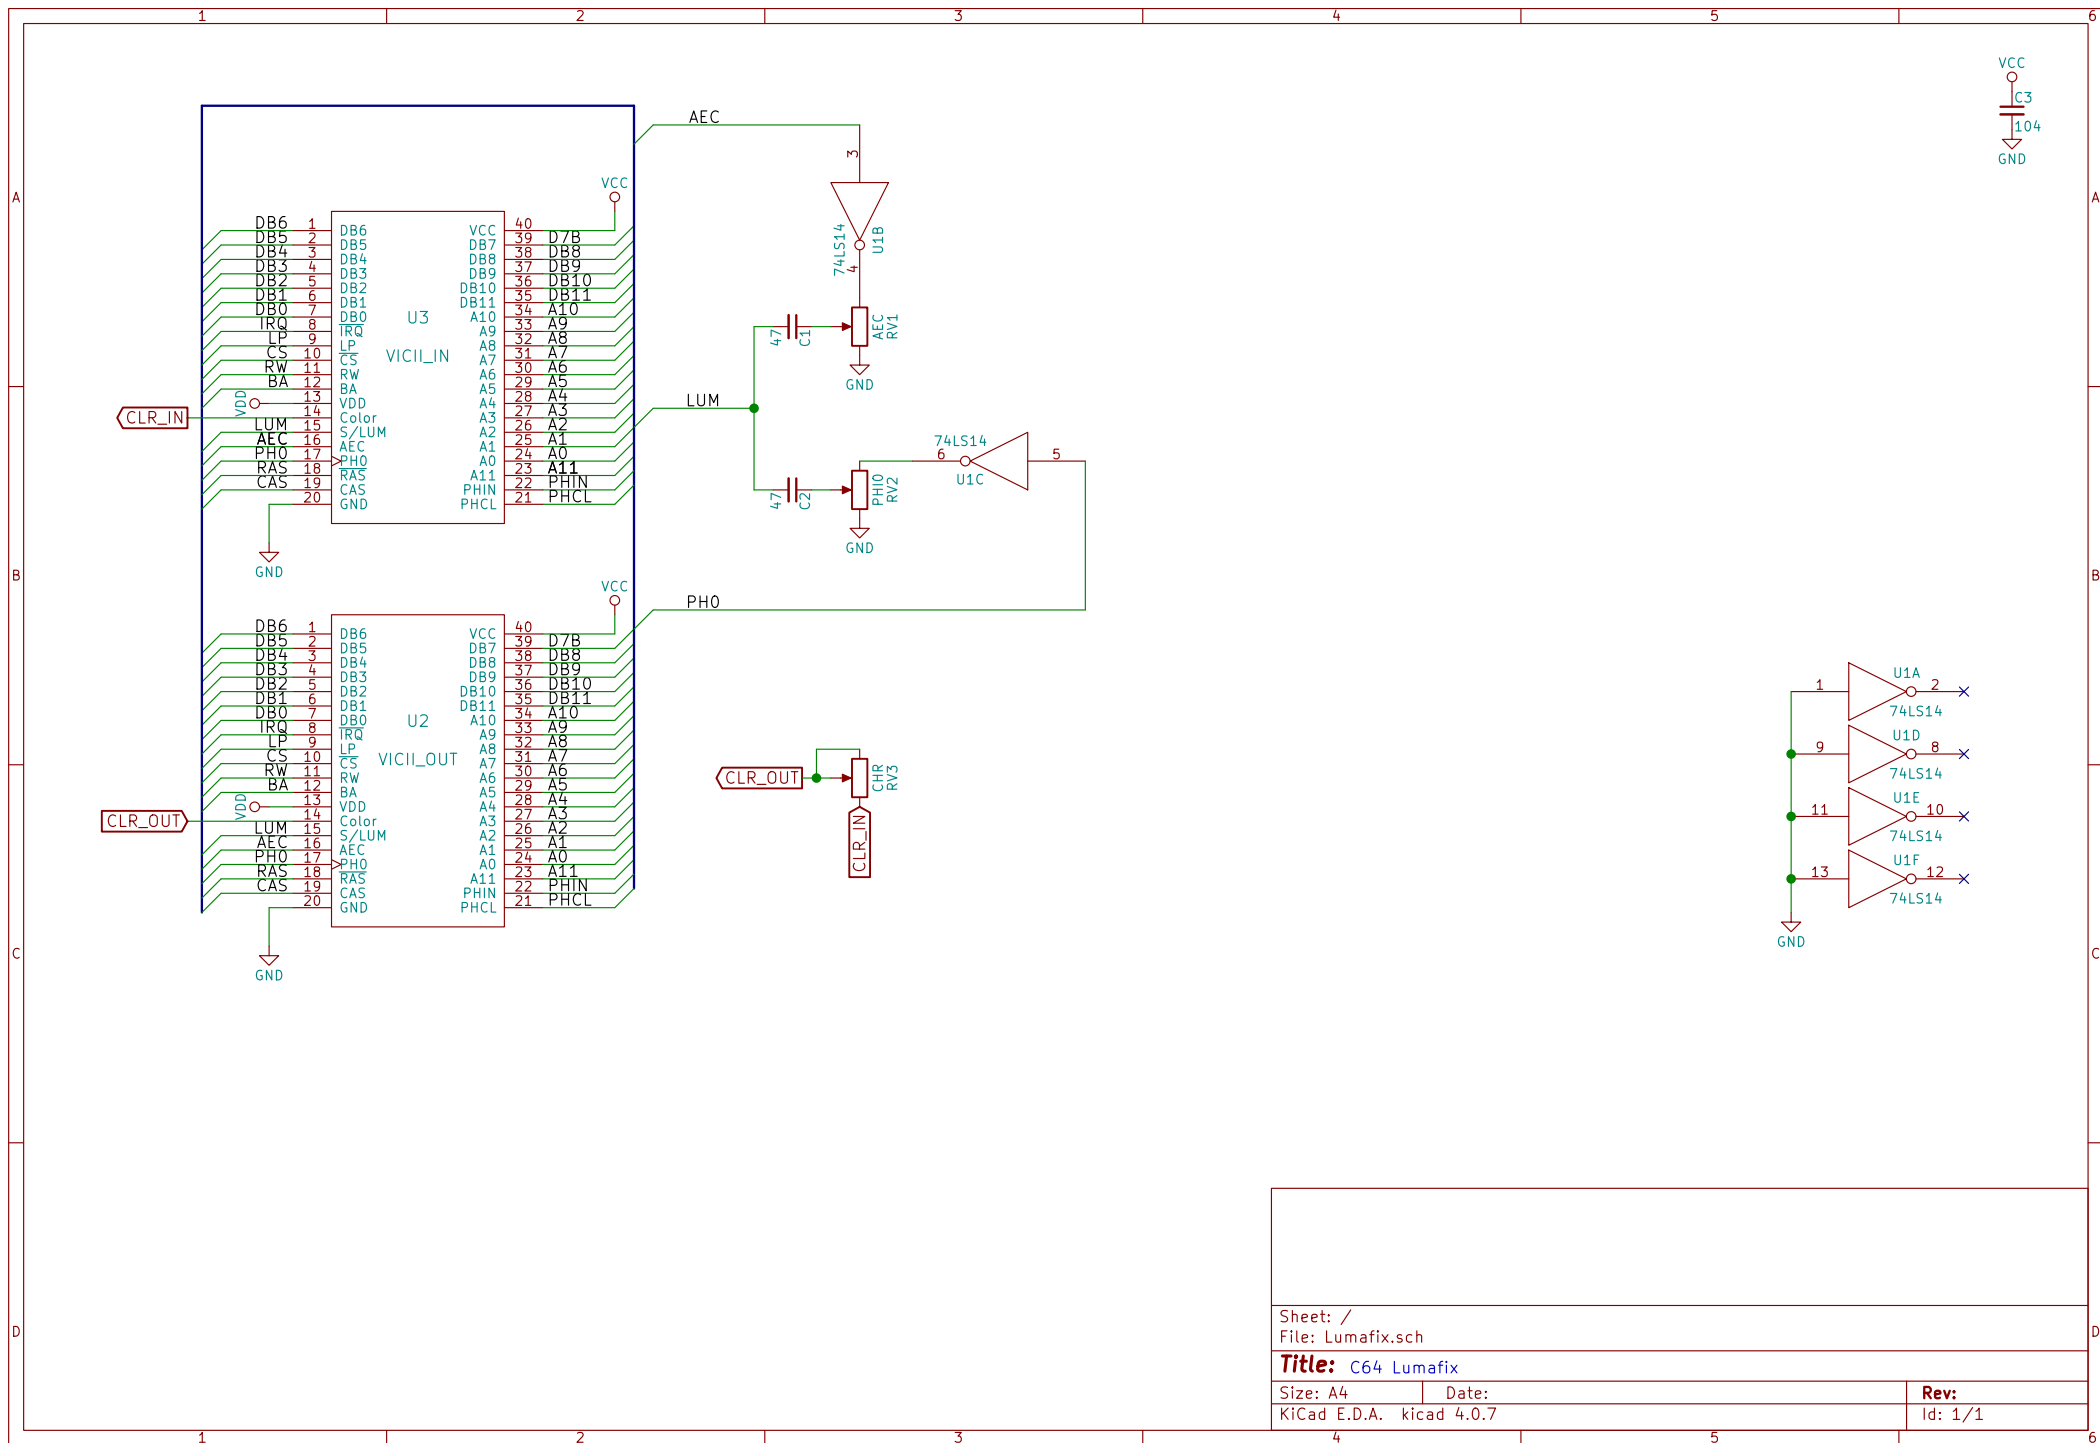 1 2 3 4 5 6
A A
B B
C C
D D
1 2 3 4 5 6
VCC
C3
104
GND
AEC
3
74LS14
U1B
4
AEC
RV1
47
C1
GND
LUM
74LS14
6 5
U1C
PHI0
RV2
47
C2
GND
PH0
VCC
DB6 1 DB6 VCC 40
DB5 2 DB5 DB7 39 D7B
DB4 3 DB4 DB8 38 DB8
DB3 4 DB3 DB9 37 DB9
DB2 5 DB2 DB10 36 DB10
DB1 6 DB1 DB11 35 DB11
DB0 7 DB0 A10 34 A10
IRQ 8 IRQ A9 33 A9
LP 9 LP A8 32 A8
CS 10 CS A7 31 A7
RW 11 RW A6 30 A6
BA 12 BA A5 29 A5
VDD 13 VDD A4 28 A4
CLR_IN 14 Color A3 27 A3
LUM 15 S/LUM A2 26 A2
AEC 16 AEC A1 25 A1
PH0 17 PH0 A0 24 A0
RAS 18 RAS A11 23 A11
CAS 19 CAS PHIN 22 PHIN
20 GND PHCL 21 PHCL
U3
VICII_IN
GND
VCC
DB6 1 DB6 VCC 40
DB5 2 DB5 DB7 39 D7B
DB4 3 DB4 DB8 38 DB8
DB3 4 DB3 DB9 37 DB9
DB2 5 DB2 DB10 36 DB10
DB1 6 DB1 DB11 35 DB11
DB0 7 DB0 A10 34 A10
IRQ 8 IRQ A9 33 A9
LP 9 LP A8 32 A8
CS 10 CS A7 31 A7
RW 11 RW A6 30 A6
BA 12 BA A5 29 A5
VDD 13 VDD A4 28 A4
CLR_OUT 14 Color A3 27 A3
LUM 15 S/LUM A2 26 A2
AEC 16 AEC A1 25 A1
PH0 17 PH0 A0 24 A0
RAS 18 RAS A11 23 A11
CAS 19 CAS PHIN 22 PHIN
20 GND PHCL 21 PHCL
U2
VICII_OUT
GND
CLR_OUT
CHR
RV3
CLR_IN
U1A
1 2
74LS14
U1D
9 8
74LS14
U1E
11 10
74LS14
U1F
13 12
74LS14
GND
Sheet: /
File: Lumafix.sch
Title: C64 Lumafix
Size: A4 Date: Rev:
KiCad E.D.A. kicad 4.0.7 Id: 1/1